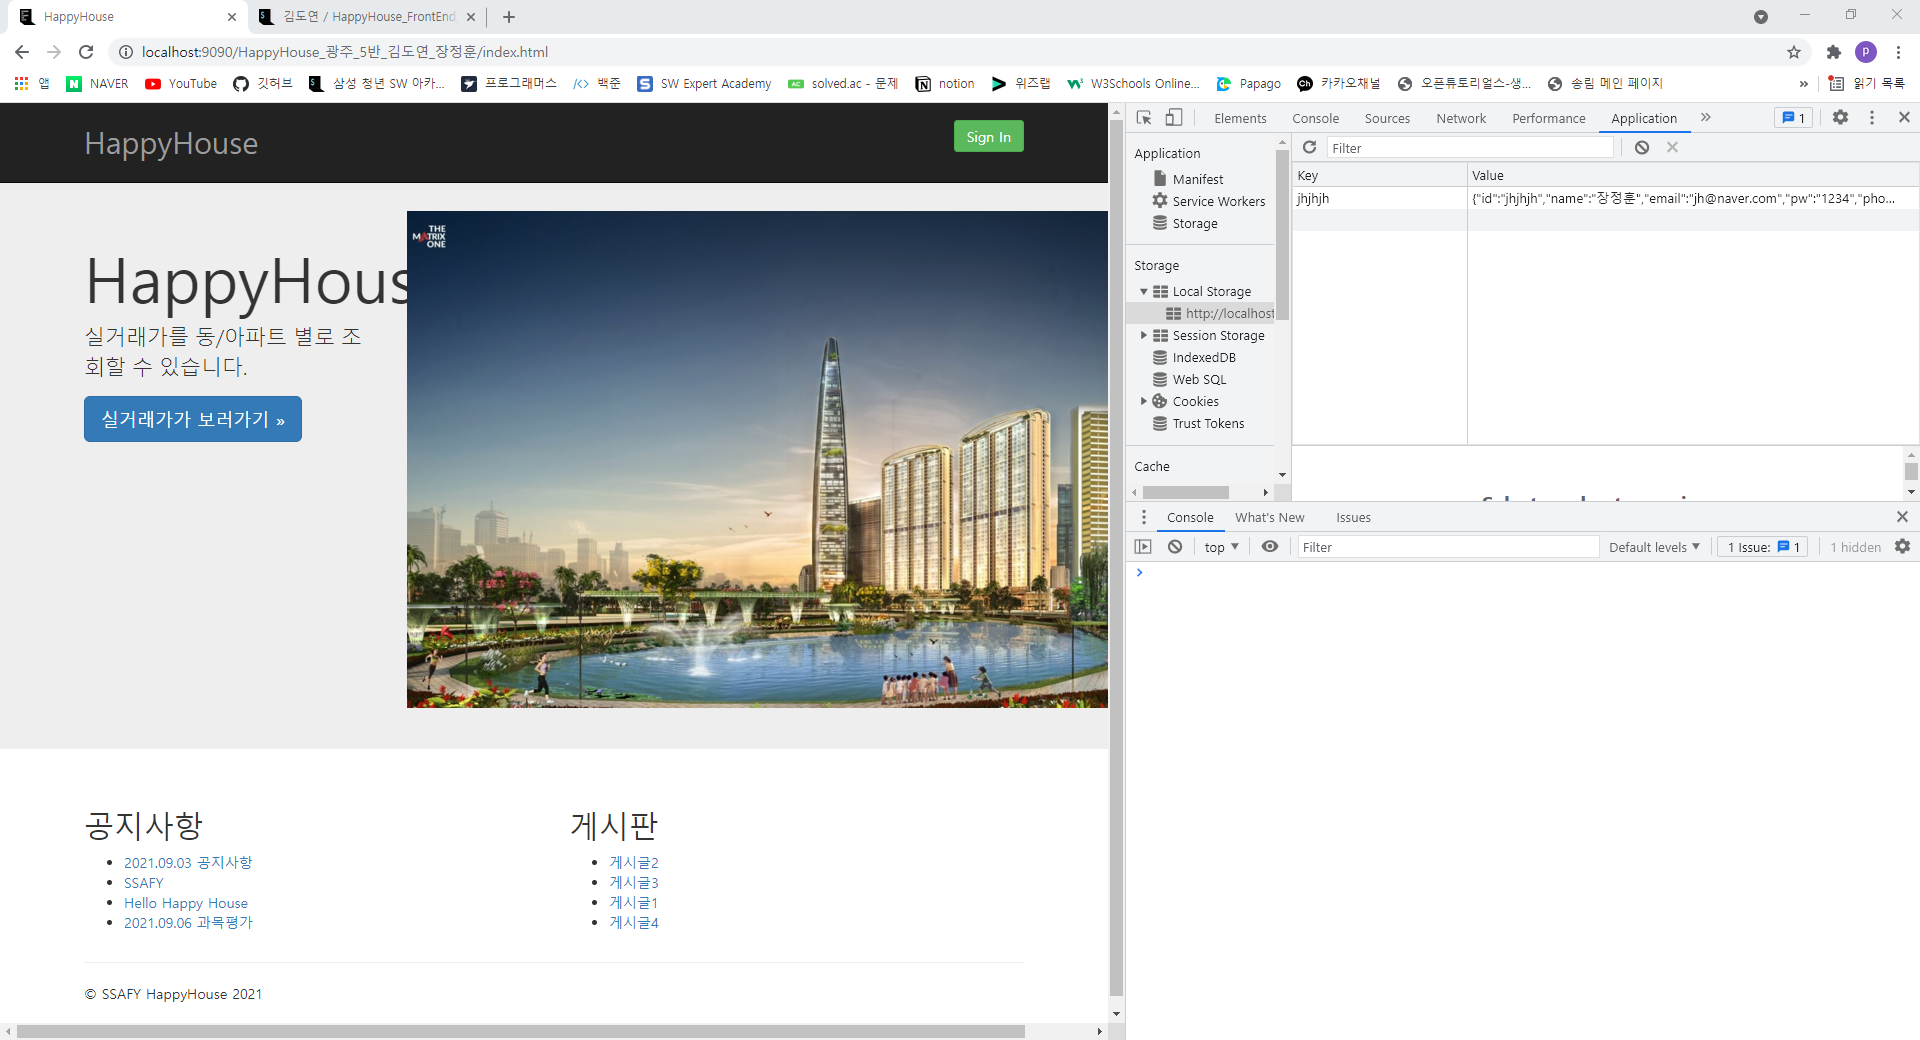 HappyHouse
김도연 / HappyHouse_FrontEnd
localhost:9090/HappyHouse_광주_5반_김도연_장정훈/index.html
P
앱
NAVER
YouTube
깃허브
삼성 청년 SW 아카...
프로그래머스
백준
SW Expert Academy
solved.ac - 문제
notion
위즈랩
W3Schools Online...
Papago
카카오채널
오픈튜토리얼스-생...
송림 메인 페이지
»
읽기 목록
HappyHouse
Sign In
THE
MATRIX
ONE
HappyHous
실거래가를 동/아파트 별로 조
회할 수 있습니다.
실거래가가 보러가기 »
공지사항
2021.09.03 공지사항
SSAFY
Hello Happy House
2021.09.06 과목평가
게시판
게시글2
게시글3
게시글1
게시글4
© SSAFY HappyHouse 2021
Elements
Console
Sources
Network
Performance
Application
»
1
Application
Manifest
Service Workers
Storage
Storage
Local Storage
http://localhost
Session Storage
IndexedDB
Web SQL
Cookies
Trust Tokens
Cache
Filter
Key
Value
jhjhjh
{"id":"jhjhjh","name":"장정훈","email":"jh@naver.com","pw":"1234","pho...
Console
What's New
Issues
top
Filter
Default levels
1 Issue:
1
1 hidden